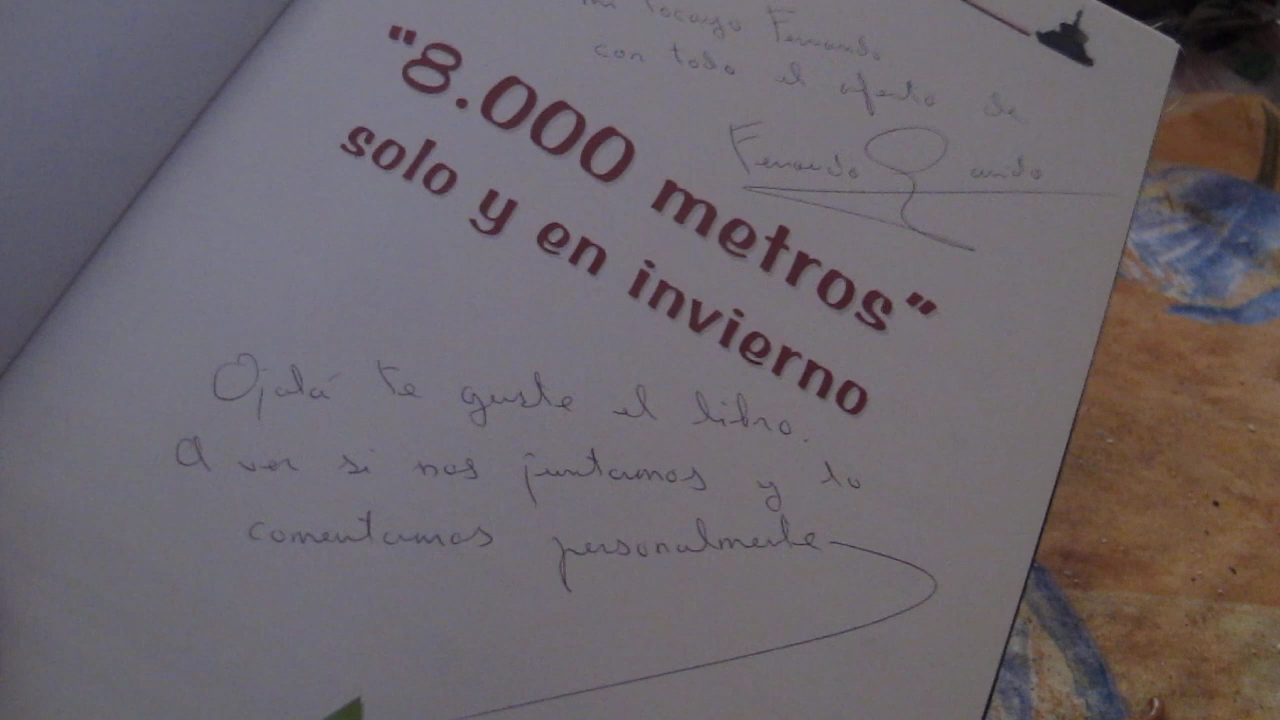 mi tocayo Fernando
con todo el afecto de
Fernando Garrido
"8.000 metros"
solo y en invierno
Ojalá te guste el libro.
A ver si nos juntamos y lo
comentamos personalmente